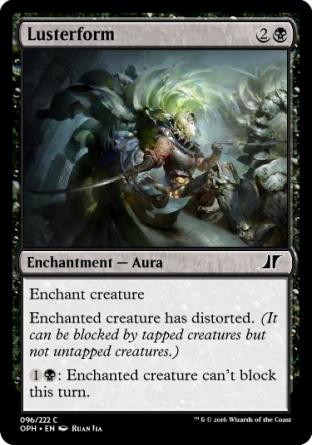 Lusterform 2
Enchantment — Aura
Enchant creature
Enchanted creature has distorted. (It
can be blocked by tapped creatures but
not untapped creatures.)
1: Enchanted creature can't block
this turn.
096/222 C
OPH • EN Ruan Jia
™ & © 2016 Wizards of the Coast